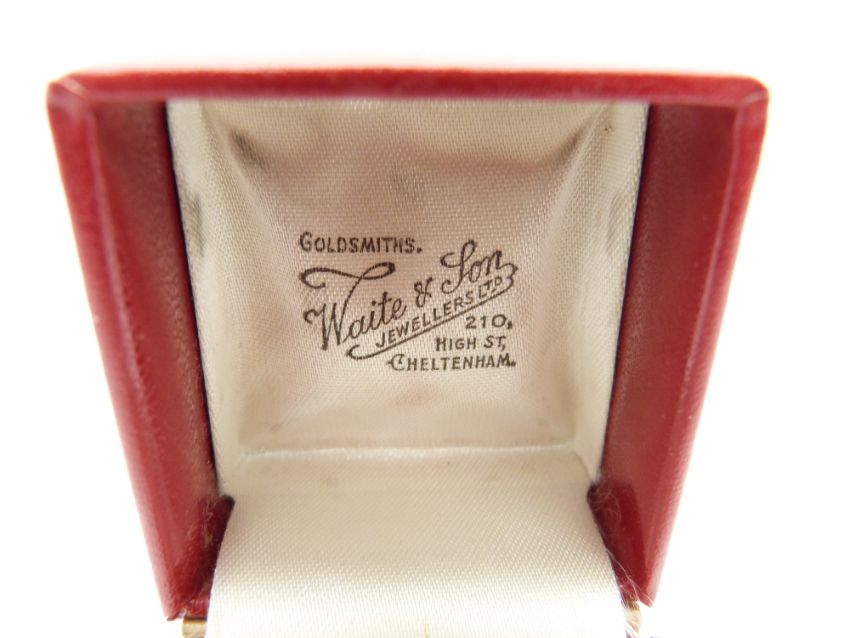 GOLDSMITHS.
Waite & Son
JEWELLERS LTD
210,
HIGH ST,
CHELTENHAM.